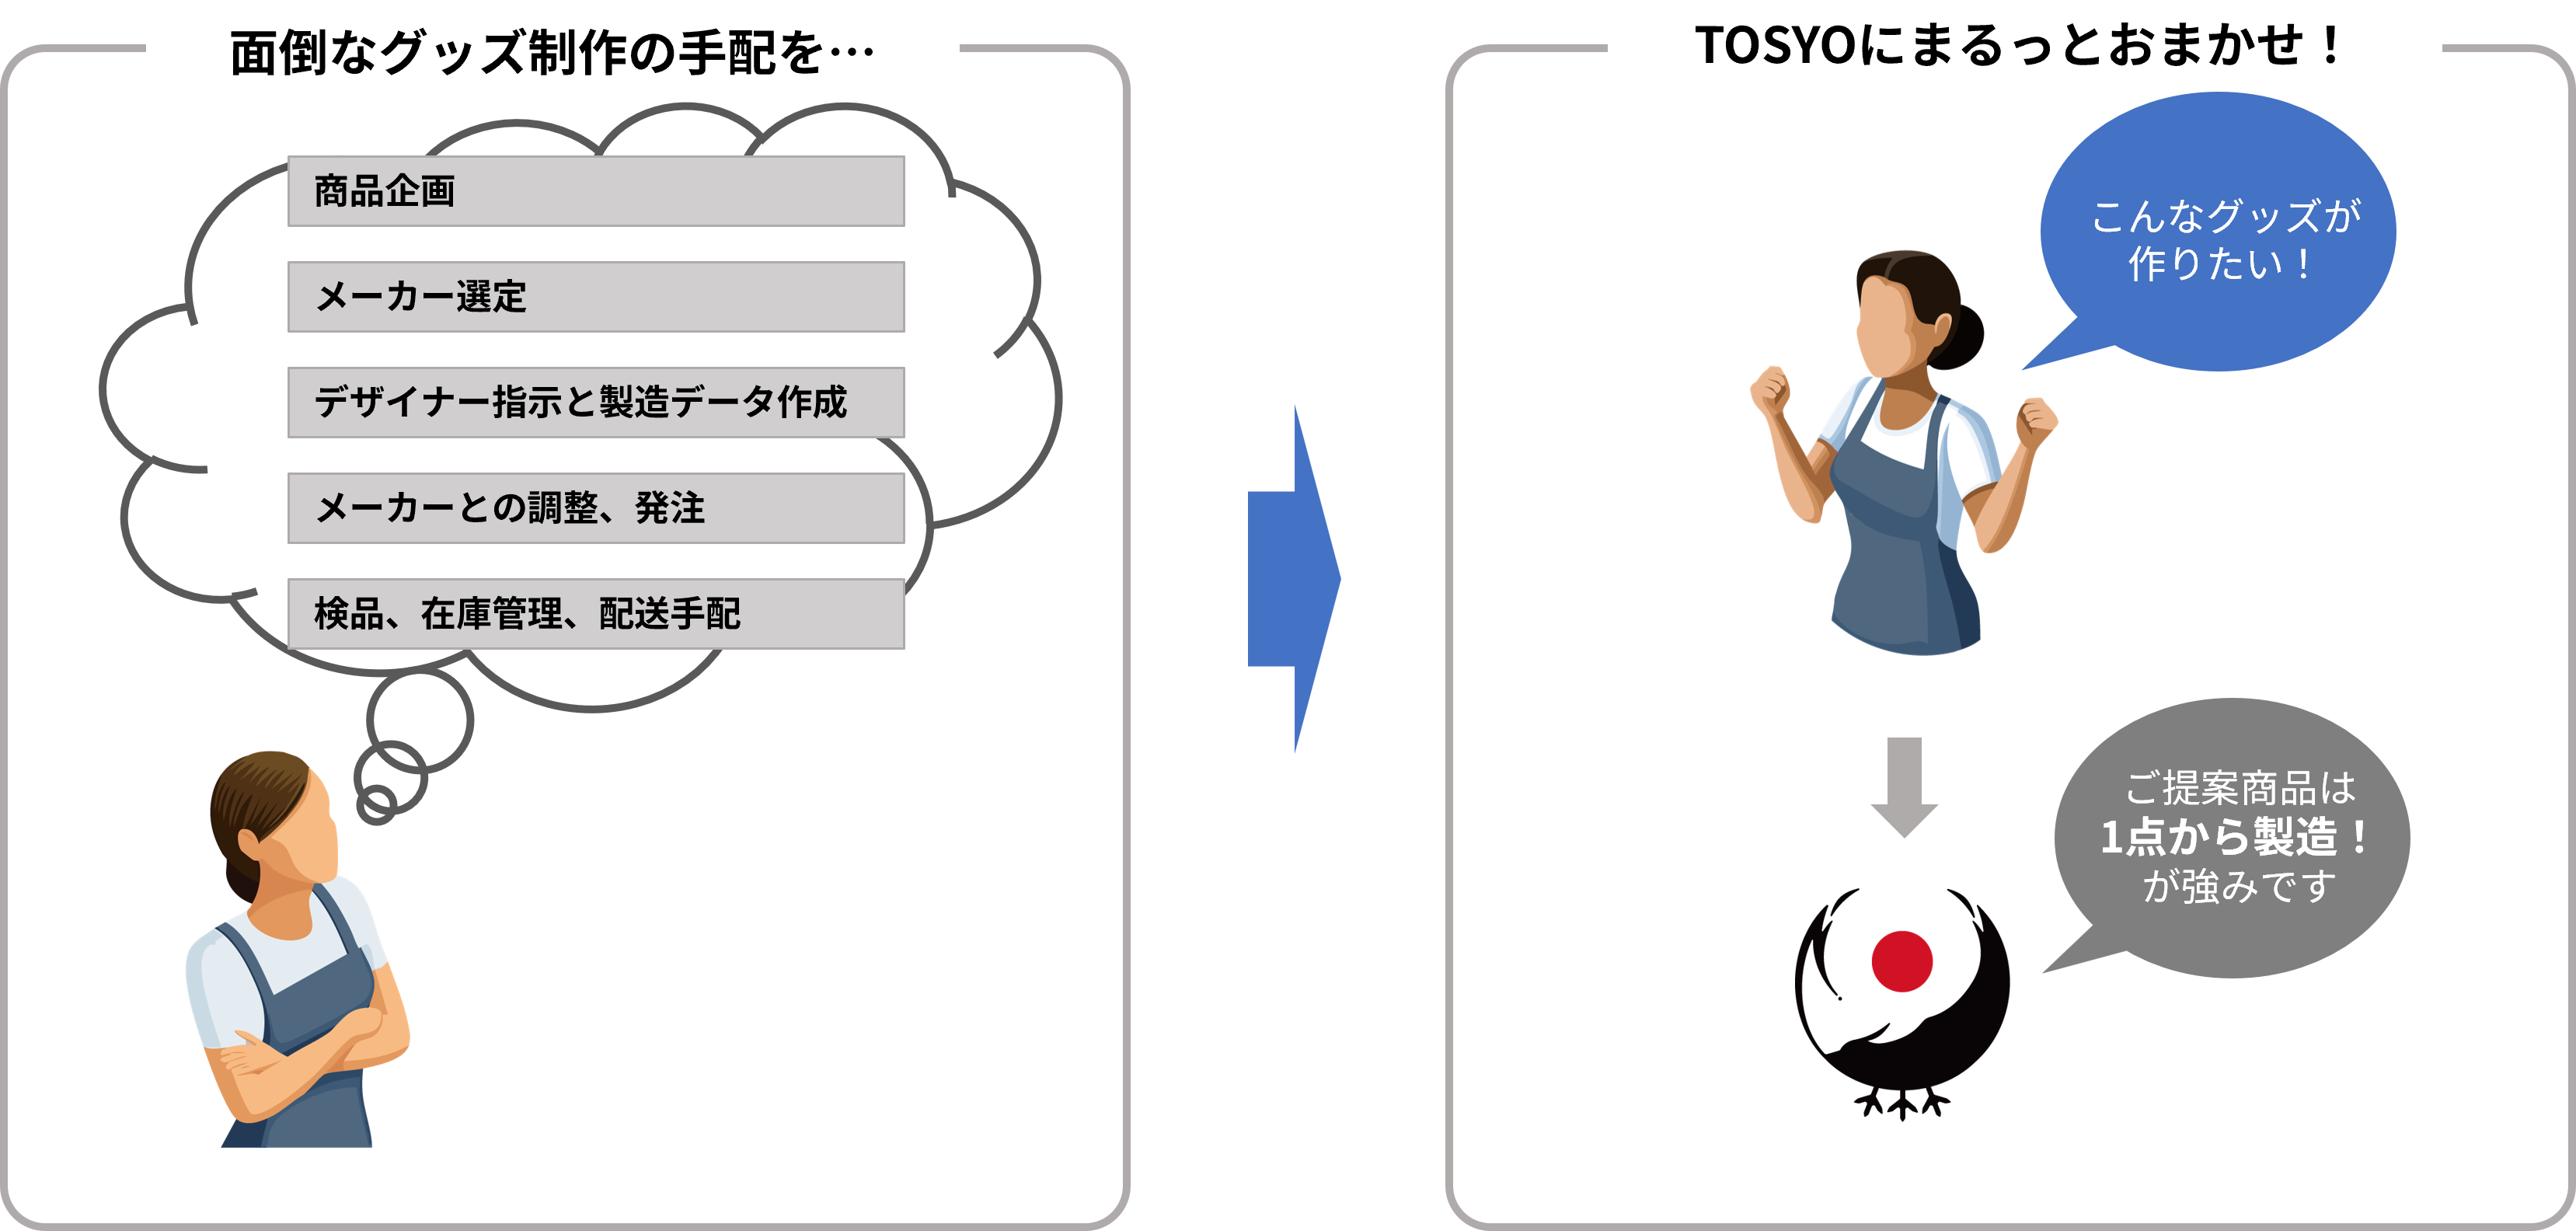 面倒なグッズ制作の手配を…
商品企画
メーカー選定
デザイナー指示と製造データ作成
メーカーとの調整、発注
検品、在庫管理、配送手配
TOSYOにまるっとおまかせ！
こんなグッズが
作りたい！
ご提案商品は
1点から製造！
が強みです